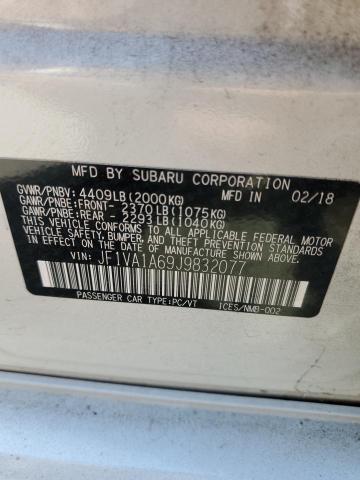 MFD BY SUBARU CORPORATION 02/18
GVWR/PNBV: 4409LB(2000KG)
GAWR/PNBE:FRONT- 2370LB(1075KG)
GAWR/PNBE:REAR - 2293LB(1040KG)
THIS VEHICLE CONFORMS TO ALL APPLICABLE FEDERAL MOTOR
VEHICLE SAFETY, BUMPER, AND THEFT PREVENTION STANDARDS
IN EFFECT ON THE DATE OF MANUFACTURE SHOWN ABOVE.
VIN: JF1VA1A69J9832077
PASSENGER CAR TYPE:PC/VT ICES/NMB-002